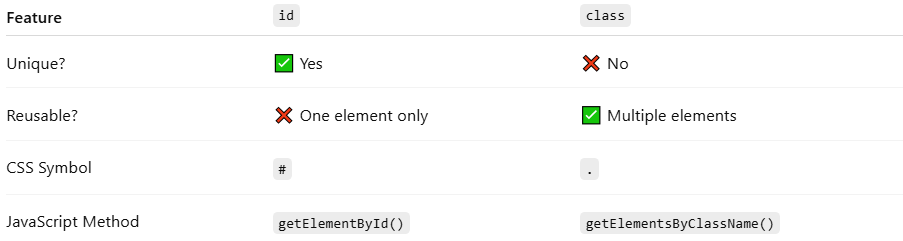 Feature id class
Unique? ✅ Yes ❌ No
Reusable? ❌ One element only ✅ Multiple elements
CSS Symbol # .
JavaScript Method getElementById() getElementsByClassName()